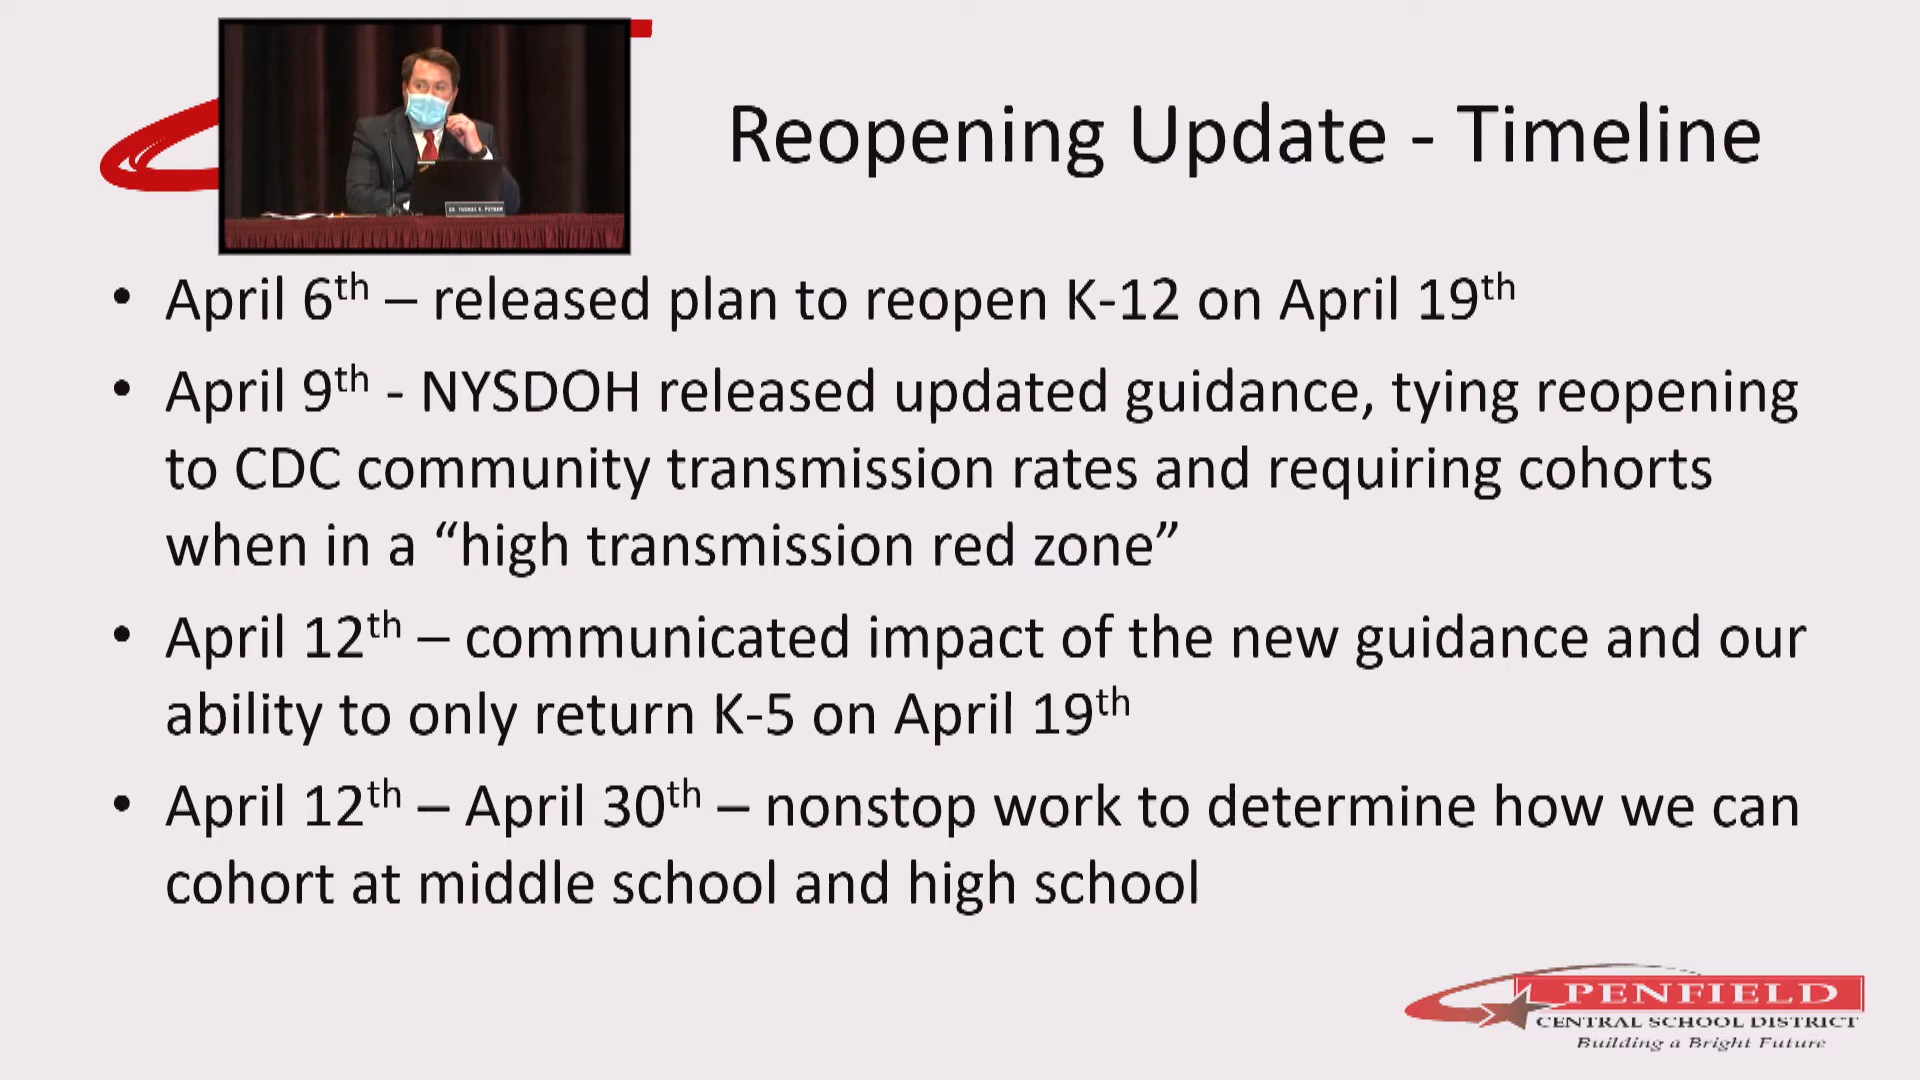 DR. THOMAS K. PUTNAM
Reopening Update - Timeline
• April 6th – released plan to reopen K-12 on April 19th
• April 9th - NYSDOH released updated guidance, tying reopening
to CDC community transmission rates and requiring cohorts
when in a “high transmission red zone”
• April 12th – communicated impact of the new guidance and our
ability to only return K-5 on April 19th
• April 12th – April 30th – nonstop work to determine how we can
cohort at middle school and high school
PENFIELD
CENTRAL SCHOOL DISTRICT
Building a Bright Future